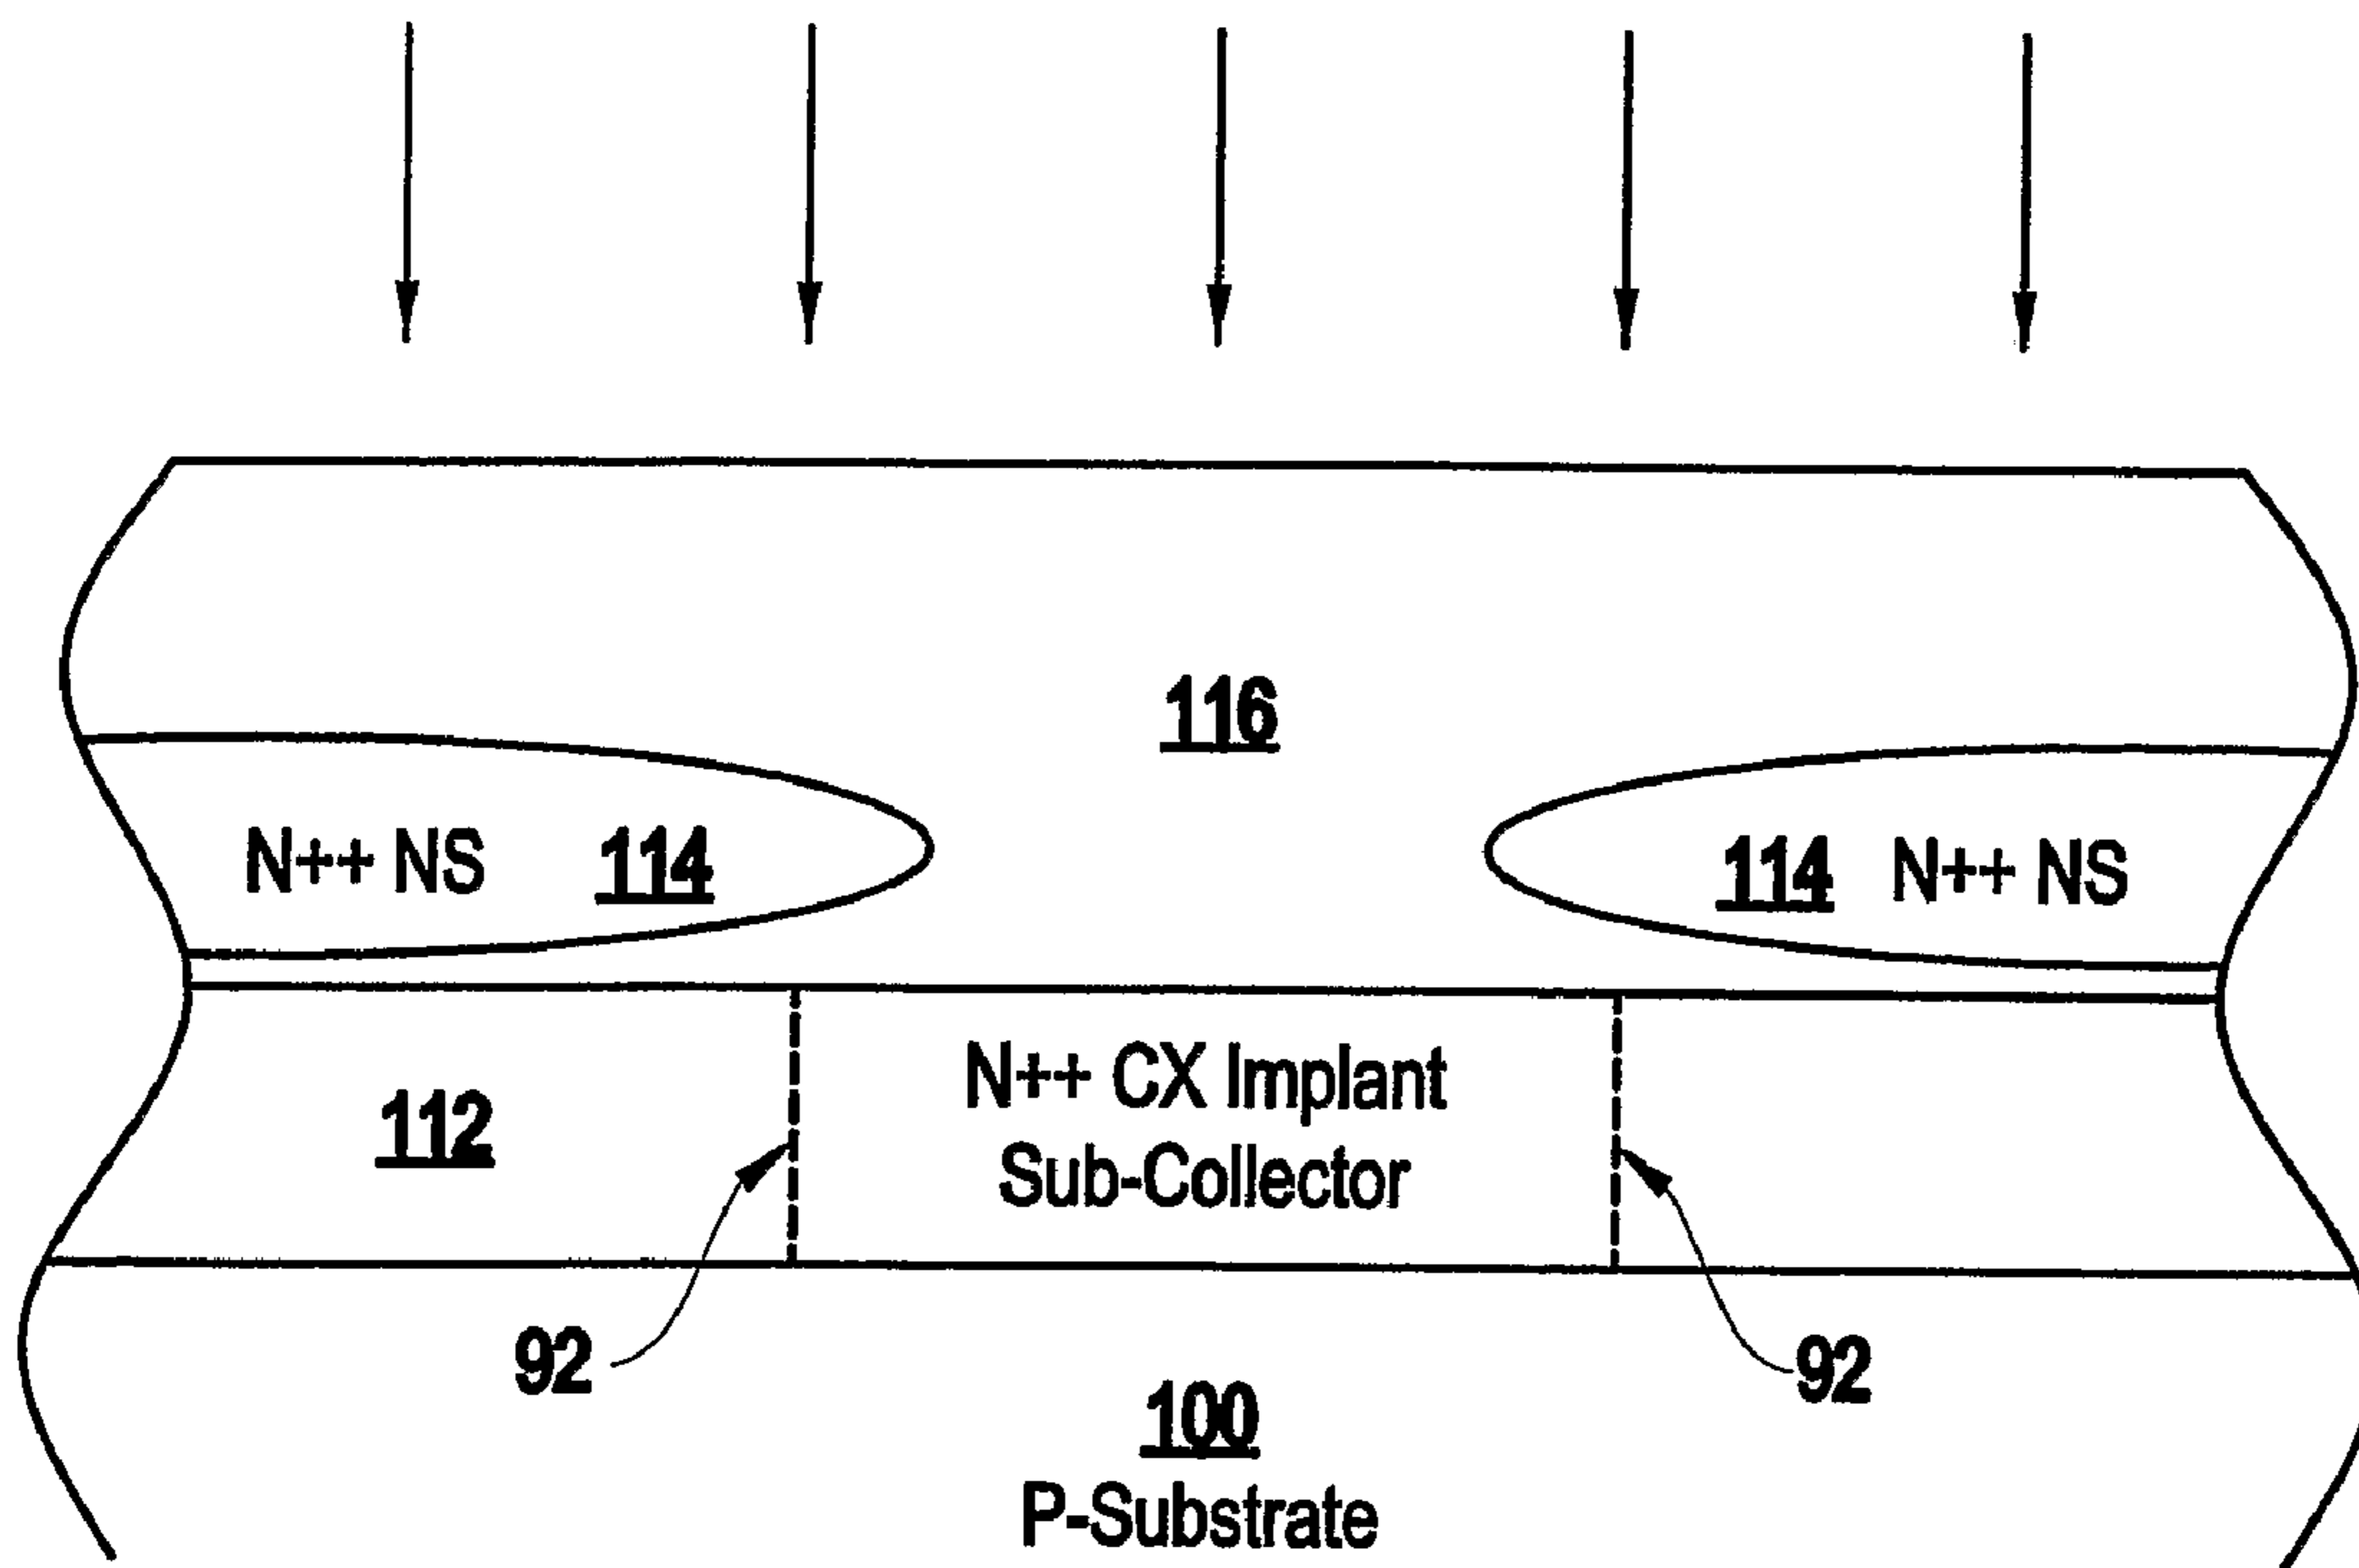 116
N++ NS 114
114 N++ NS
112
N++ CX Implant
Sub-Collector
92
92
100
P-Substrate